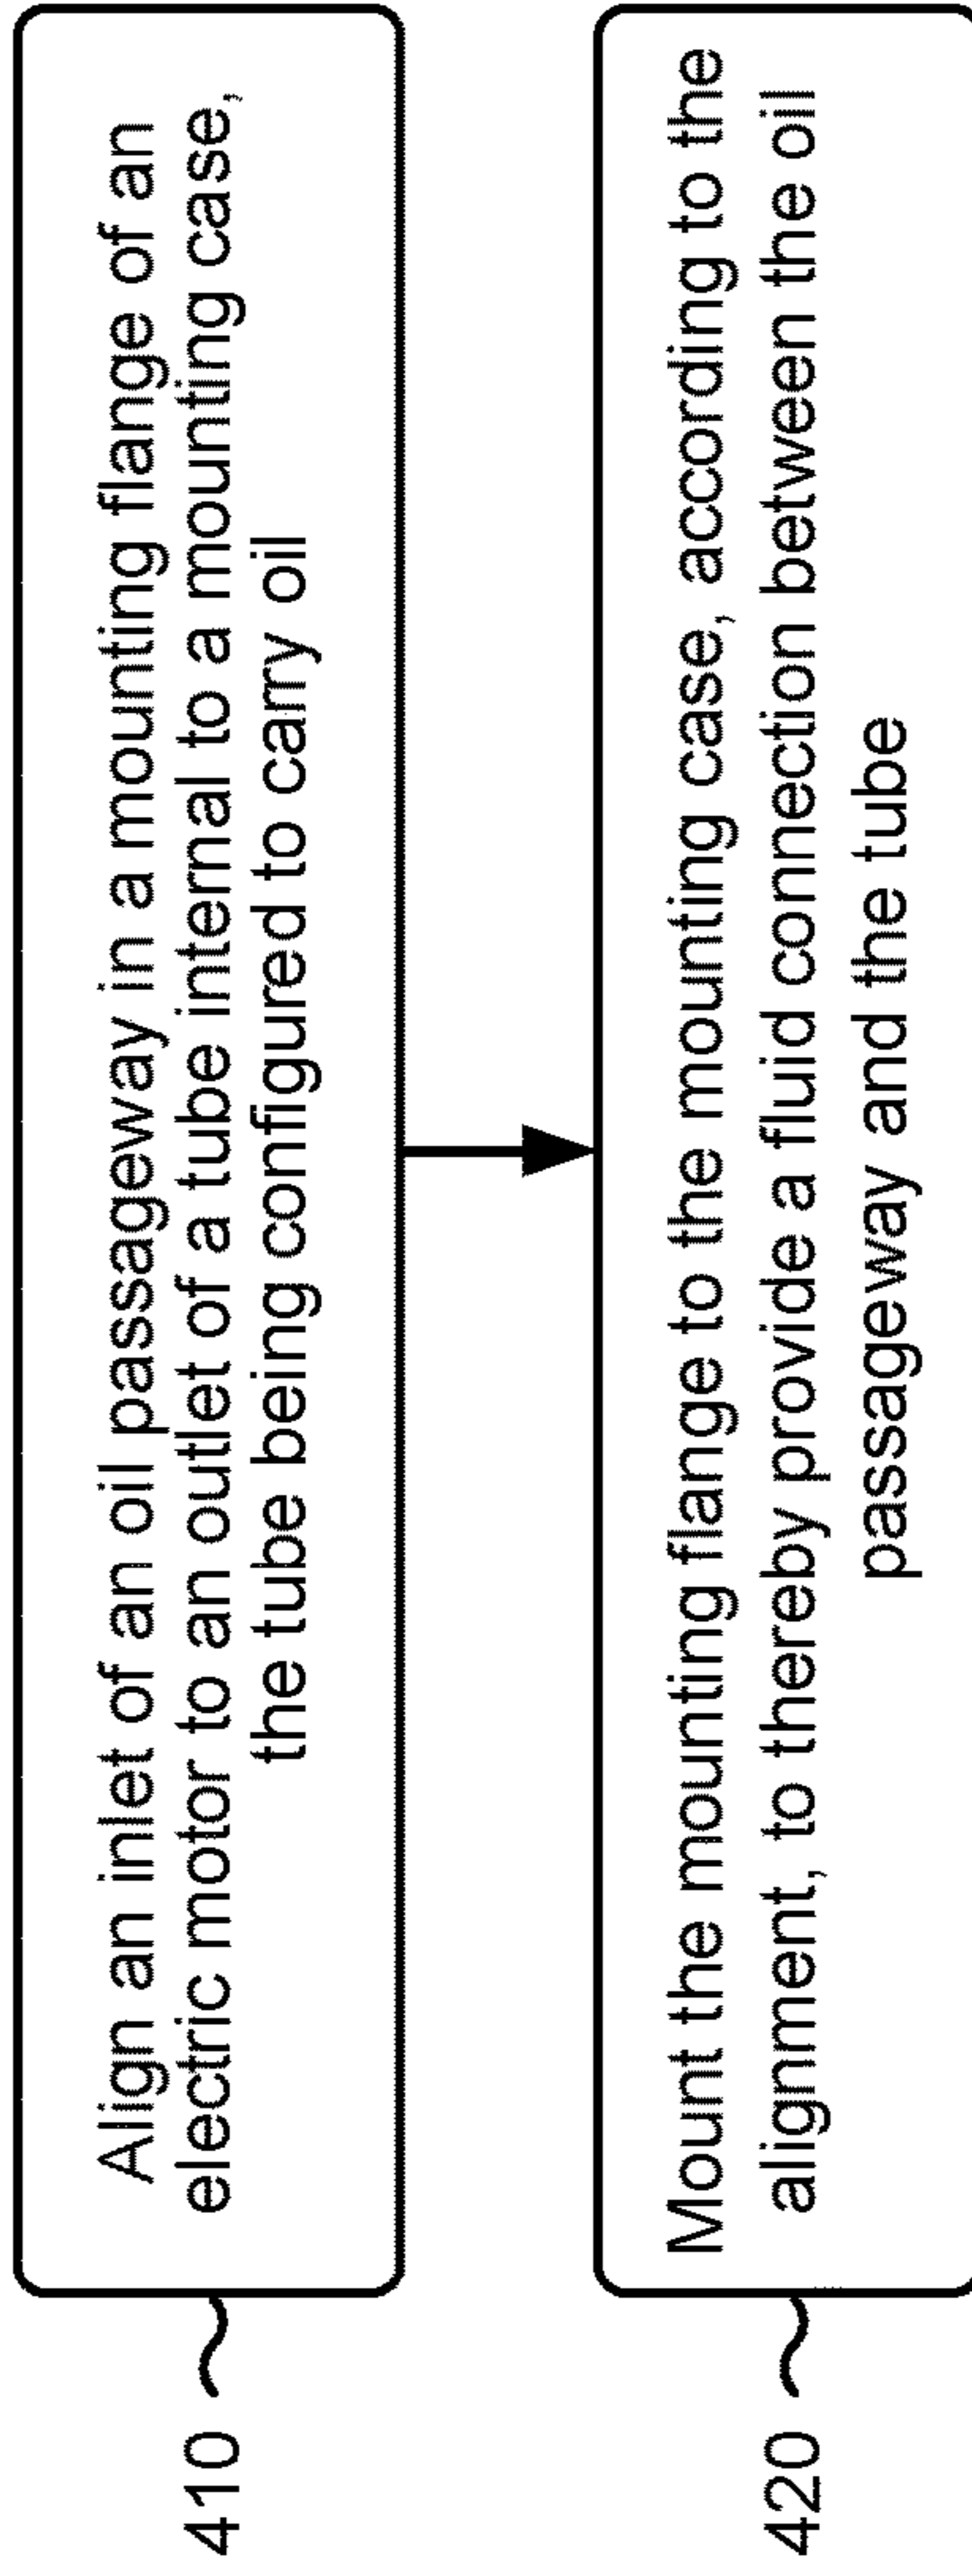 410
Align an inlet of an oil passageway in a mounting flange of an
electric motor to an outlet of a tube internal to a mounting case,
the tube being configured to carry oil
420
Mount the mounting flange to the mounting case, according to the
alignment, to thereby provide a fluid connection between the oil
passageway and the tube